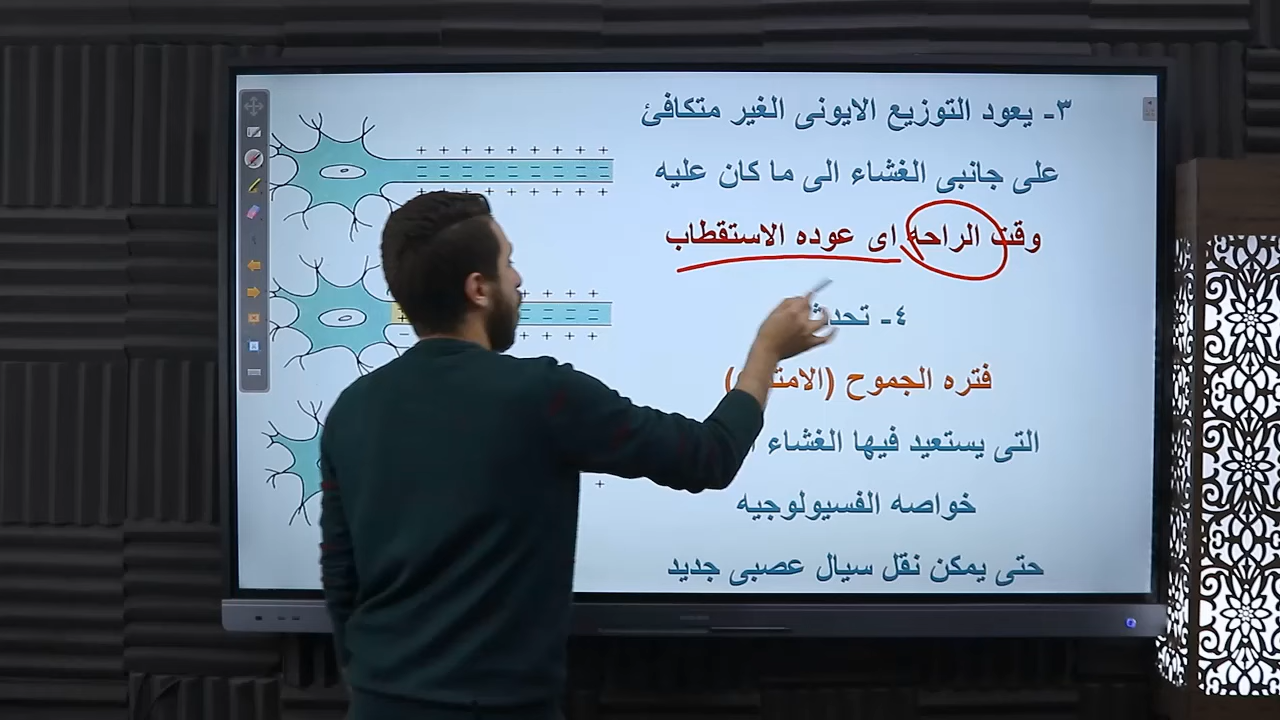 ٣- يعود التوزيع الايونى الغير متكافئ
على جانبى الغشاء الى ما كان عليه
وقت الراحه اى عوده الاستقطاب
٤- تحدث
فتره الجموح
التى يستعيد فيها الغشاء
خواصه الفسيولوجيه
حتى يمكن نقل سيال عصبى جديد